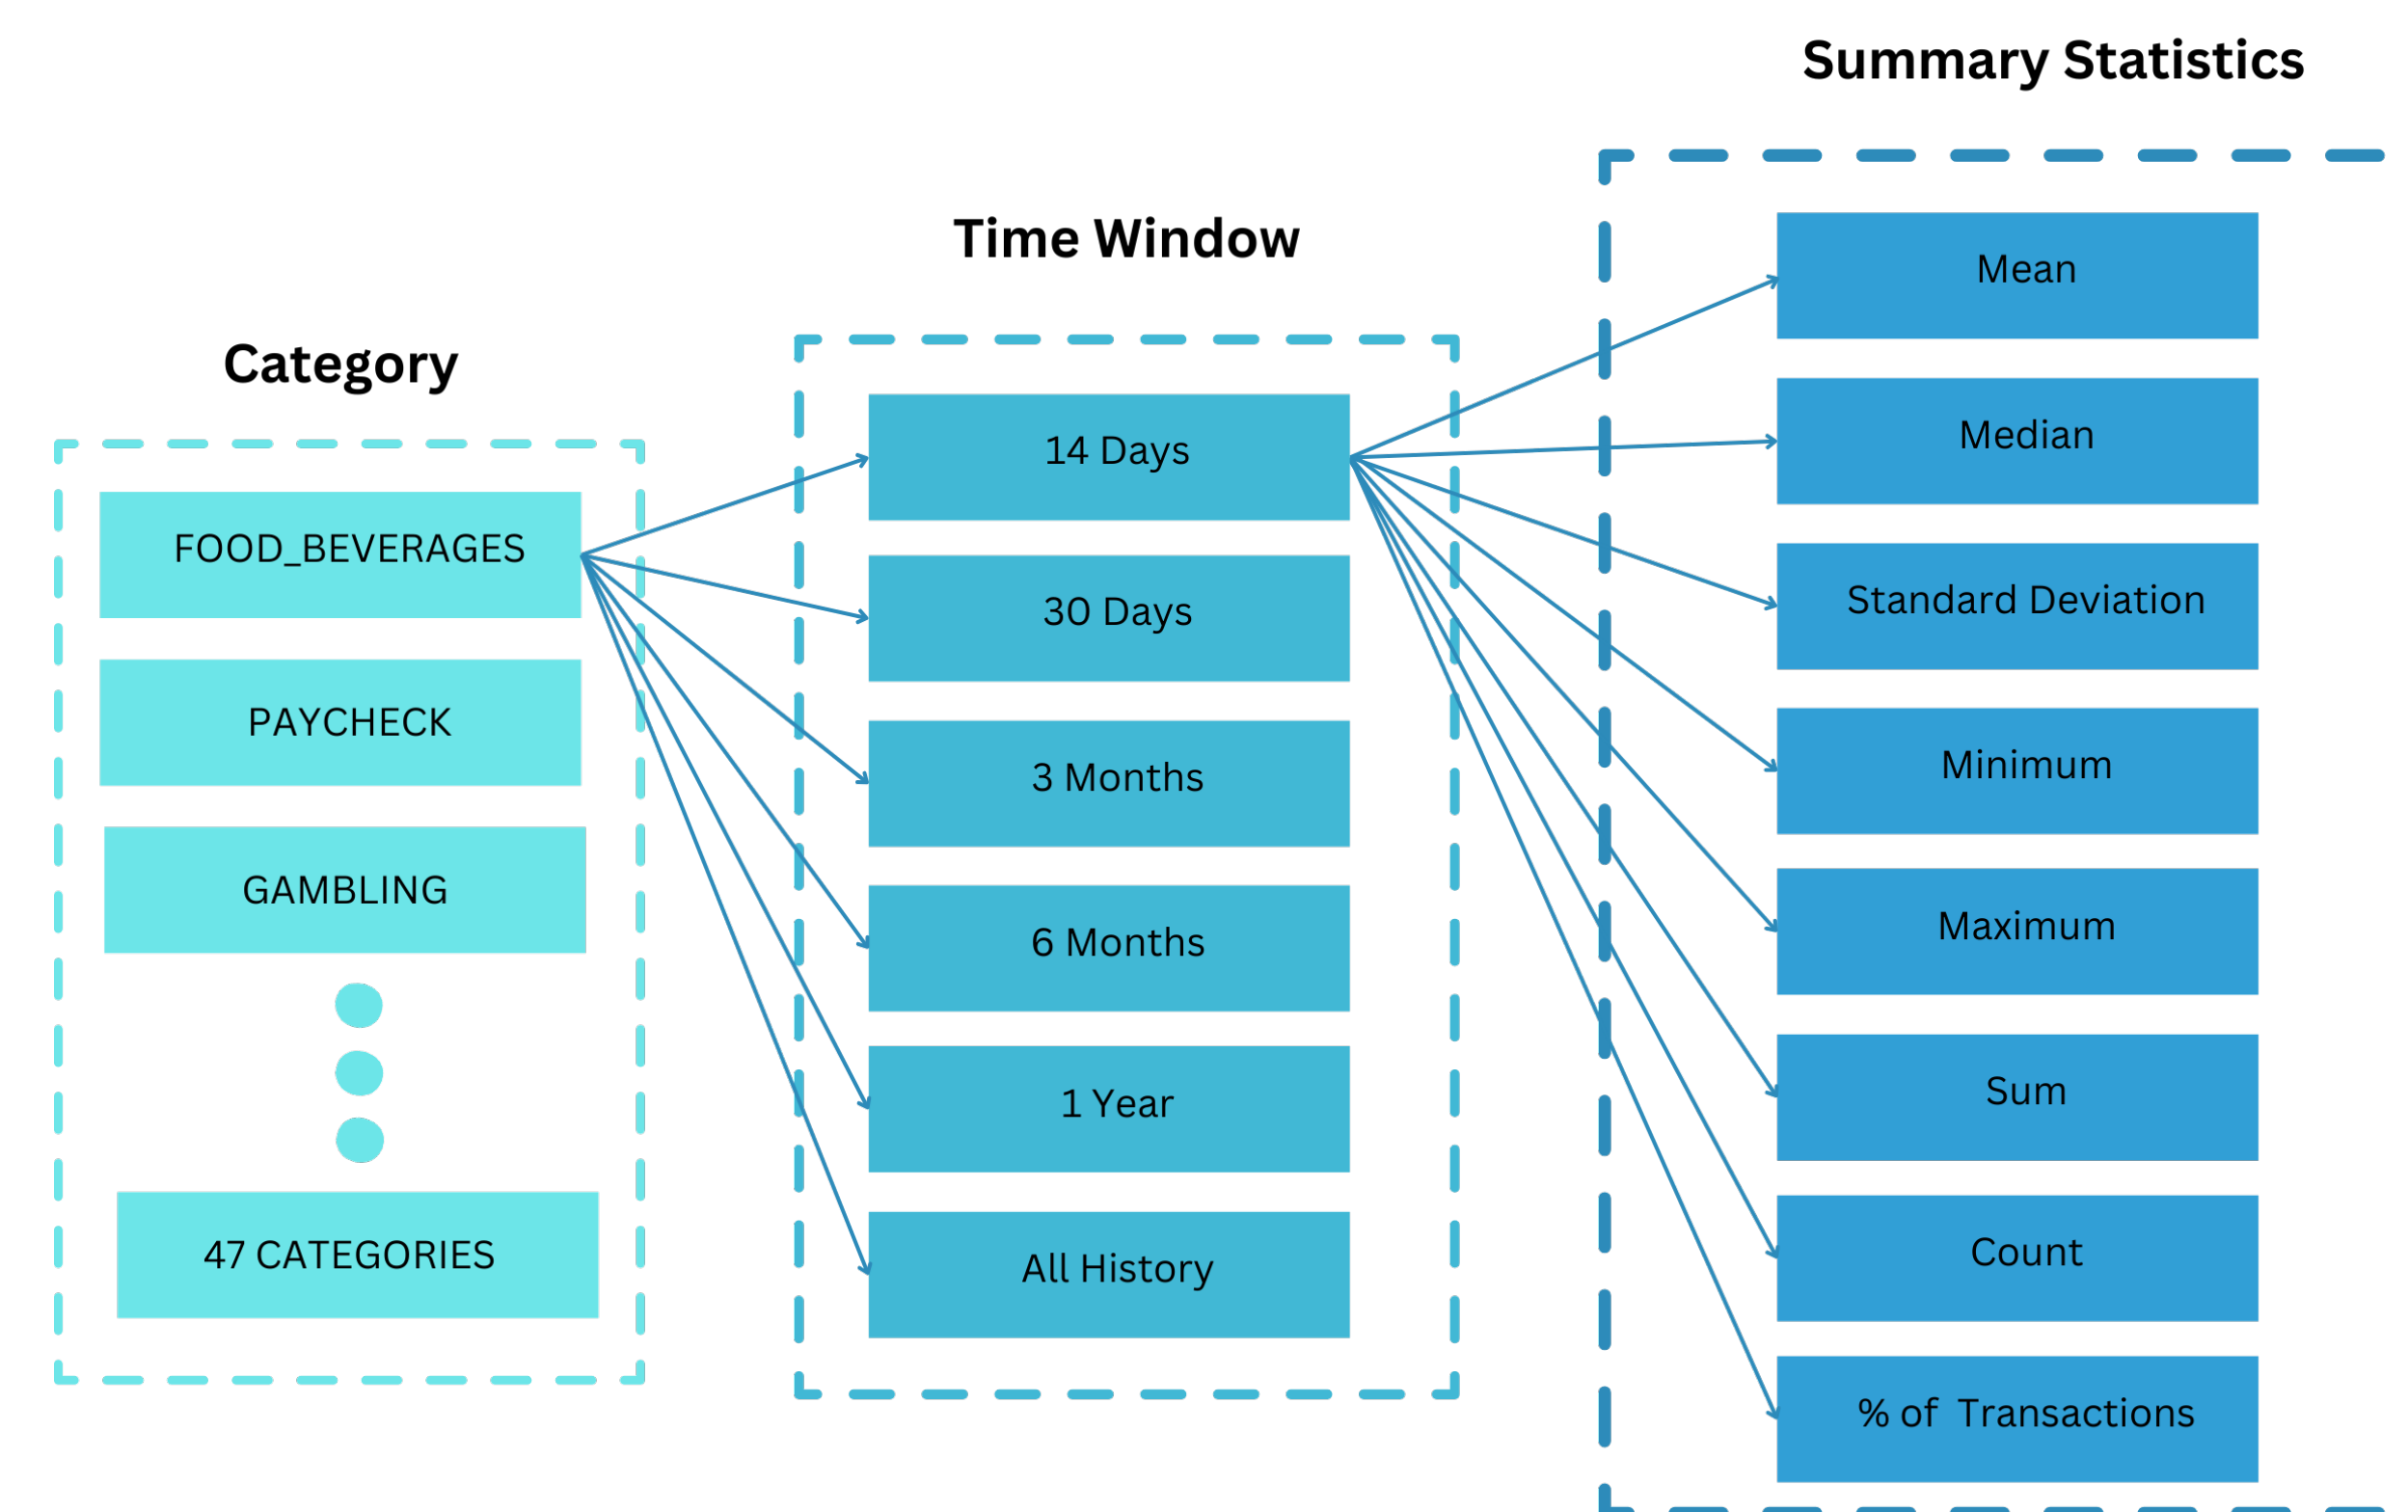 Category
FOOD_BEVERAGES
PAYCHECK
GAMBLING
47 CATEGORIES
Time Window
14 Days
30 Days
3 Months
6 Months
1 Year
All History
Summary Statistics
Mean
Median
Standard Deviation
Minimum
Maximum
Sum
Count
% of Transactions